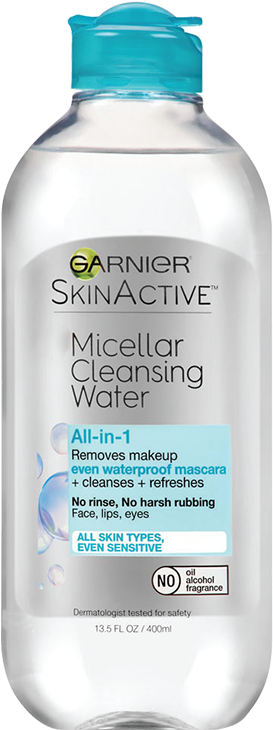 GARNIER
SKINACTIVE™
Micellar
Cleansing
Water
All-in-1
Removes makeup
even waterproof mascara
+ cleanses + refreshes
No rinse, No harsh rubbing
Face, lips, eyes
ALL SKIN TYPES,
EVEN SENSITIVE
NO oil
alcohol
fragrance
Dermatologist tested for safety
13.5 FL OZ / 400ml